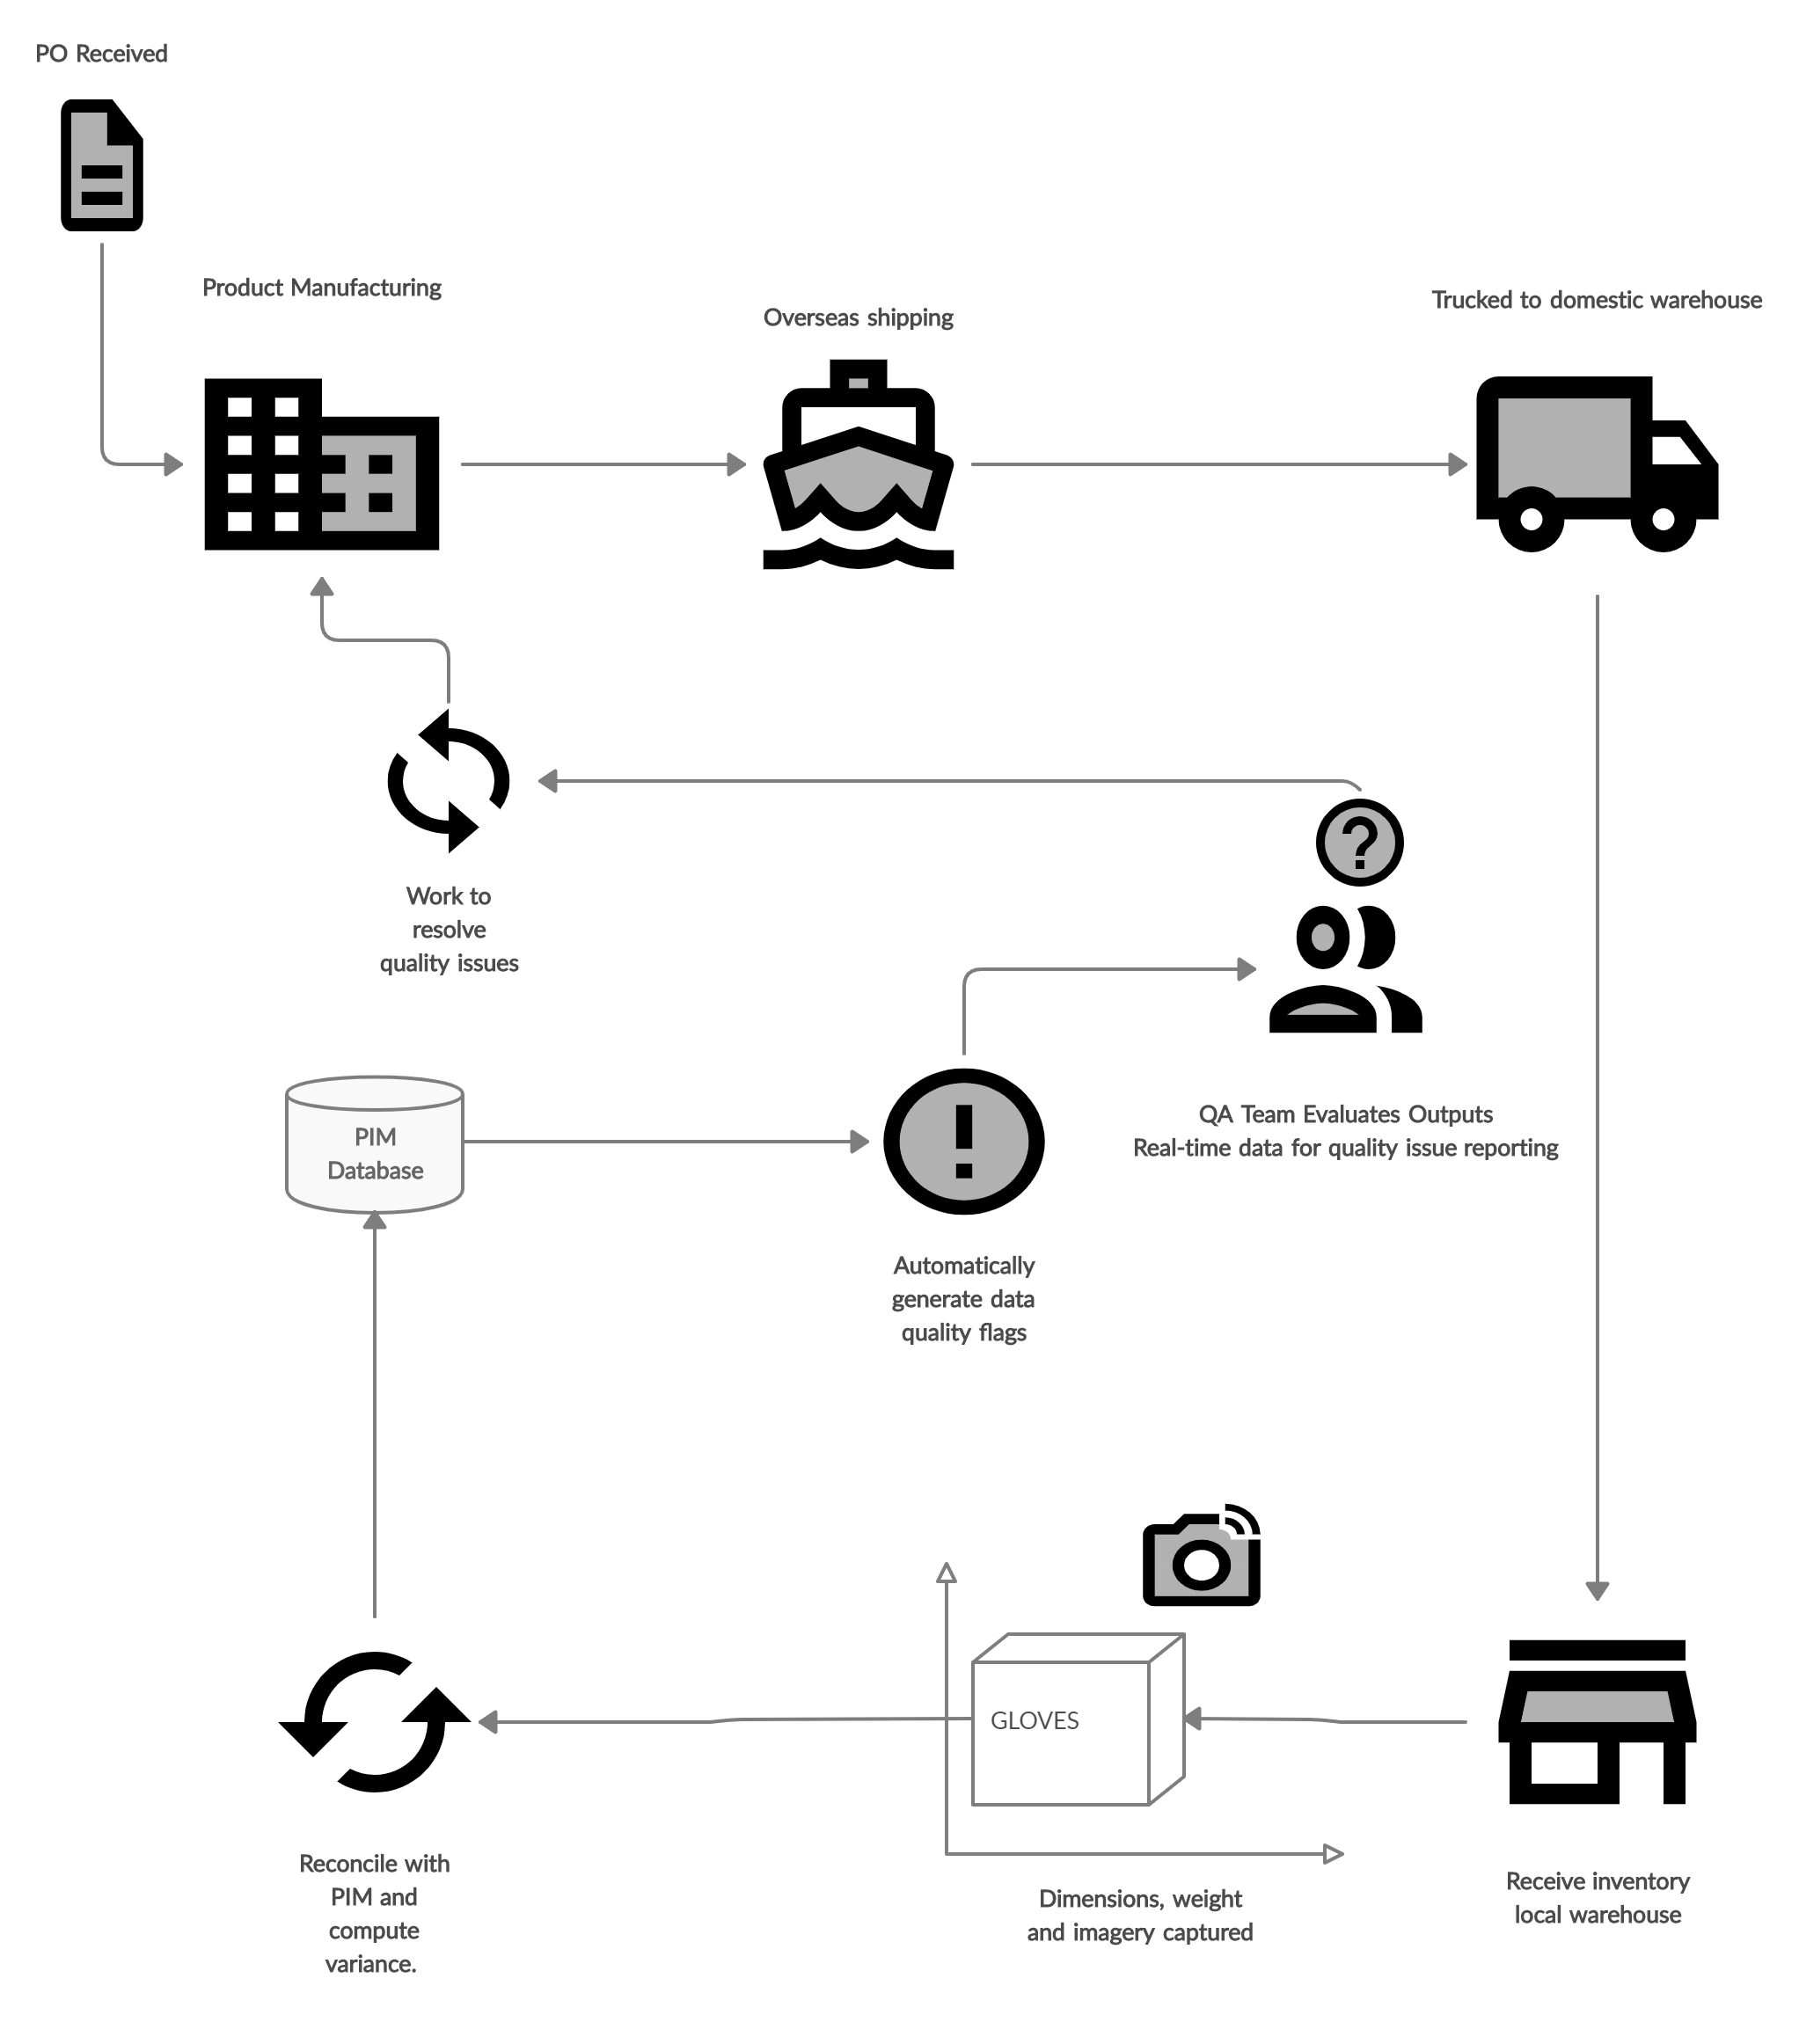 PO Received
Product Manufacturing
Overseas shipping
Trucked to domestic warehouse
Work to
resolve
quality issues
PIM
Database
QA Team Evaluates Outputs
Real-time data for quality issue reporting
Automatically
generate data
quality flags
GLOVES
Reconcile with
PIM and
compute
variance.
Dimensions, weight
and imagery captured
Receive inventory
local warehouse